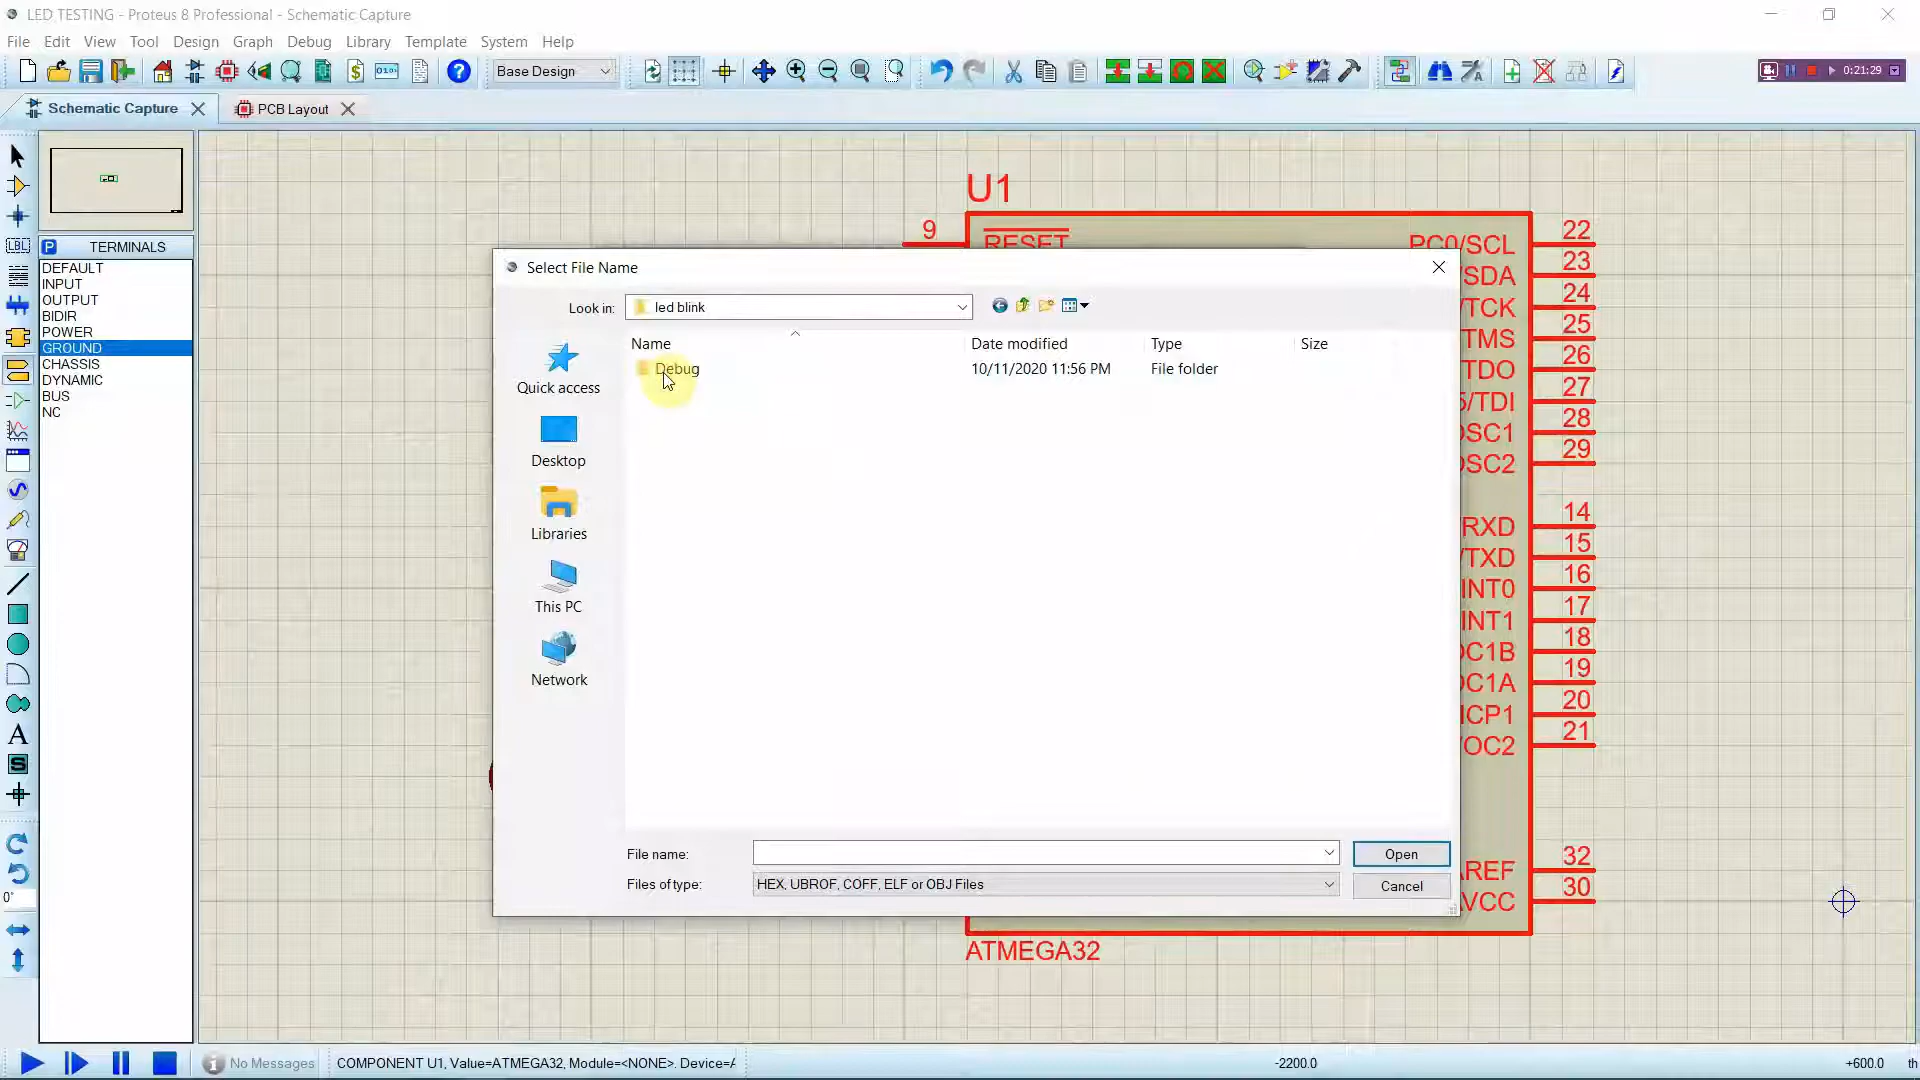 LED TESTING - Proteus 8 Professional - Schematic Capture
File Edit View Tool Design Graph Debug Library Template System Help
Base Design
0:21:29
Schematic Capture
PCB Layout
TERMINALS
DEFAULT
INPUT
OUTPUT
BIDIR
POWER
GROUND
CHASSIS
DYNAMIC
BUS
NC
LBL
A
S
0°
U1
9
RESET
PC0/SCL
22
/SDA
23
/TCK
24
/TMS
25
TDO
26
5/TDI
27
OSC1
28
OSC2
29
/RXD
14
/TXD
15
INT0
16
INT1
17
OC1B
18
OC1A
19
ICP1
20
/OC2
21
AREF
32
AVCC
30
ATMEGA32
Select File Name
Look in: led blink
Name Date modified Type Size
Debug 10/11/2020 11:56 PM File folder
Quick access
Desktop
Libraries
This PC
Network
File name:
Open
Files of type: HEX, UBROF, COFF, ELF or OBJ Files
Cancel
No Messages
COMPONENT U1, Value=ATMEGA32, Module=<NONE>. Device=
-2200.0
+600.0
th